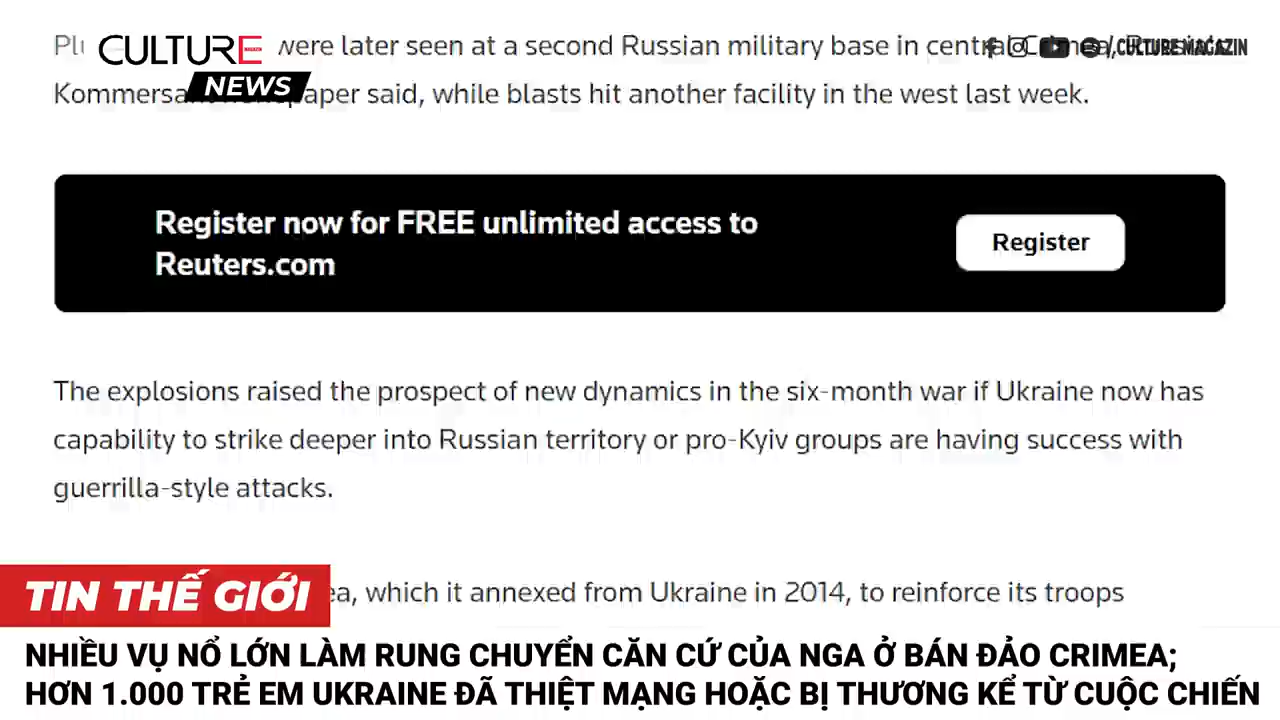 CULTURE
NEWS
were later seen at a second Russian military base in central
/CULTURE MAGAZIN
paper said, while blasts hit another facility in the west last week.
Register now for FREE unlimited access to
Reuters.com
Register
The explosions raised the prospect of new dynamics in the six-month war if Ukraine now has
capability to strike deeper into Russian territory or pro-Kyiv groups are having success with
guerrilla-style attacks.
TIN THẾ GIỚI
which it annexed from Ukraine in 2014, to reinforce its troops
NHIỀU VỤ NỔ LỚN LÀM RUNG CHUYỂN CĂN CỨ CỦA NGA Ở BÁN ĐẢO CRIMEA;
HƠN 1.000 TRẺ EM UKRAINE ĐÃ THIỆT MẠNG HOẶC BỊ THƯƠNG KỂ TỪ CUỘC CHIẾN